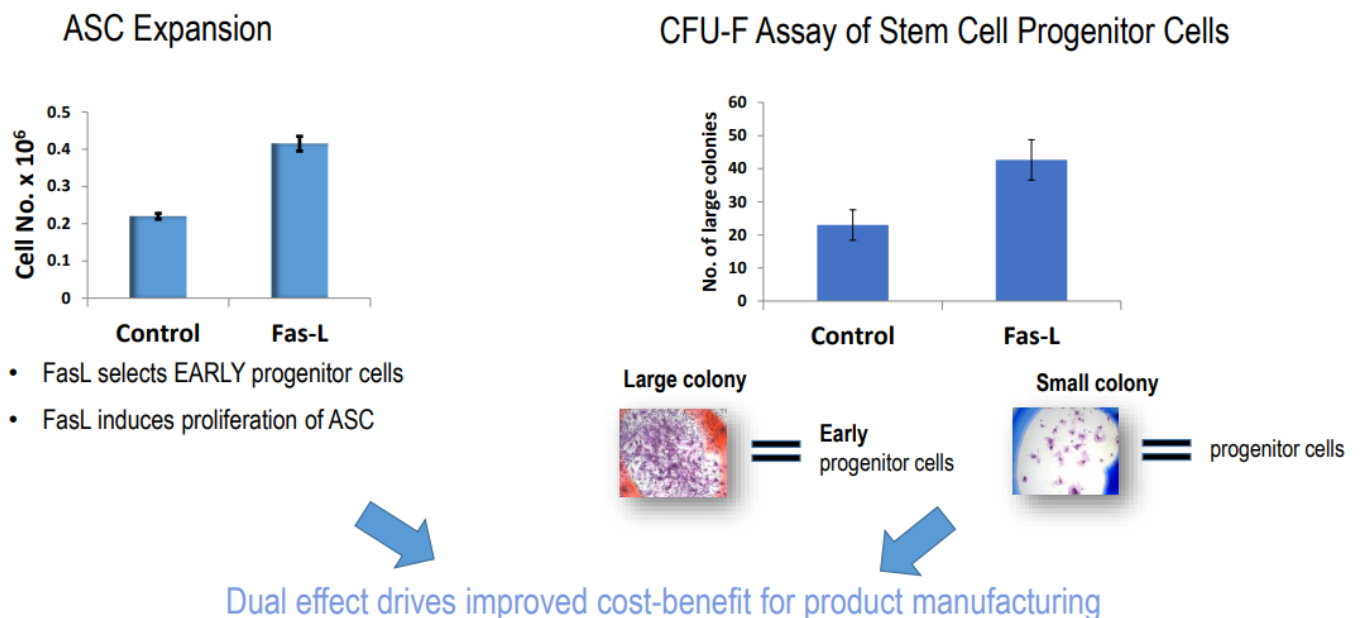 ASC Expansion
CFU-F Assay of Stem Cell Progenitor Cells
Cell No. x 10⁶
0.5
0.4
0.3
0.2
0.1
0
Control
Fas-L
No. of large colonies
60
50
40
30
20
10
0
Control
Fas-L
• FasL selects EARLY progenitor cells
• FasL induces proliferation of ASC
Large colony
Early
progenitor cells
Small colony
progenitor cells
Dual effect drives improved cost-benefit for product manufacturing